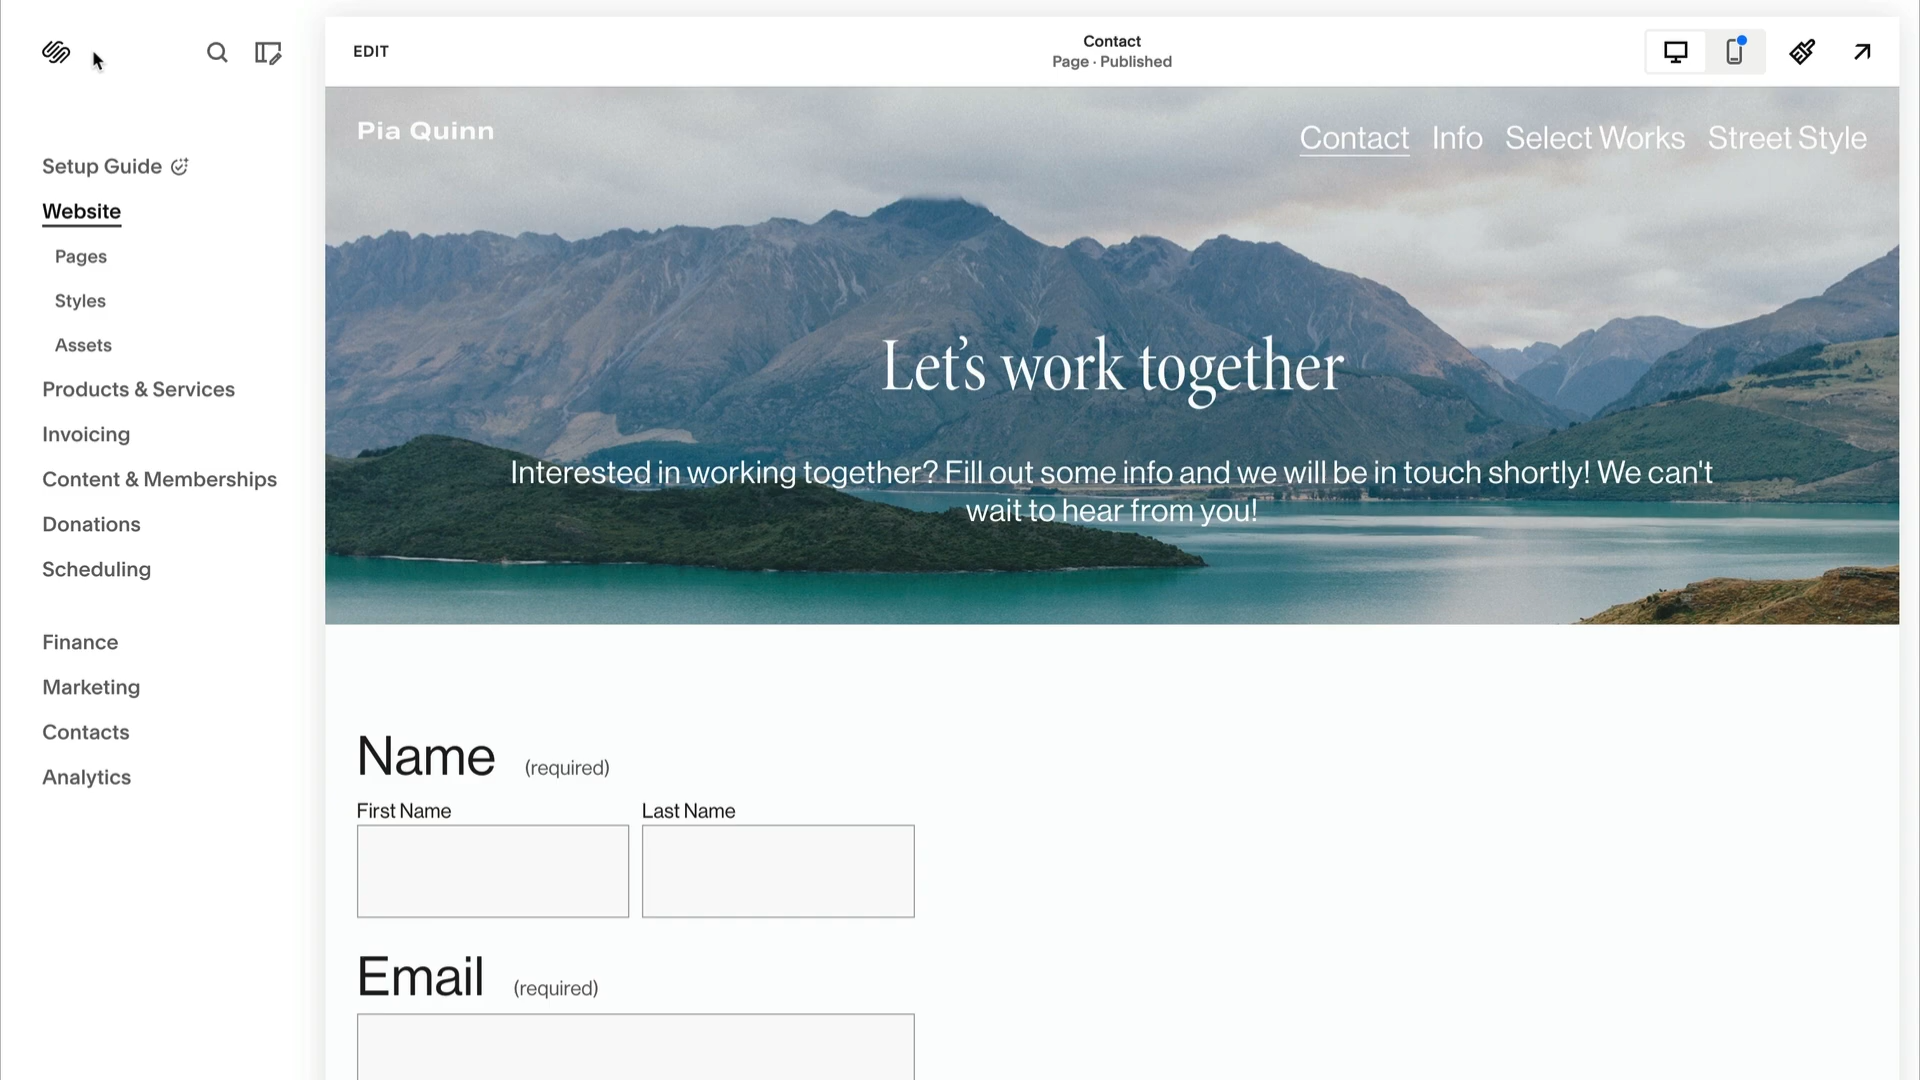 Setup Guide
Website
Pages
Styles
Assets
Products & Services
Invoicing
Content & Memberships
Donations
Scheduling
Finance
Marketing
Contacts
Analytics
EDIT
Contact
Page · Published
Pia Quinn
Contact Info Select Works Street Style
Let’s work together
Interested in working together? Fill out some info and we will be in touch shortly! We can't
wait to hear from you!
Name (required)
First Name Last Name
Email (required)